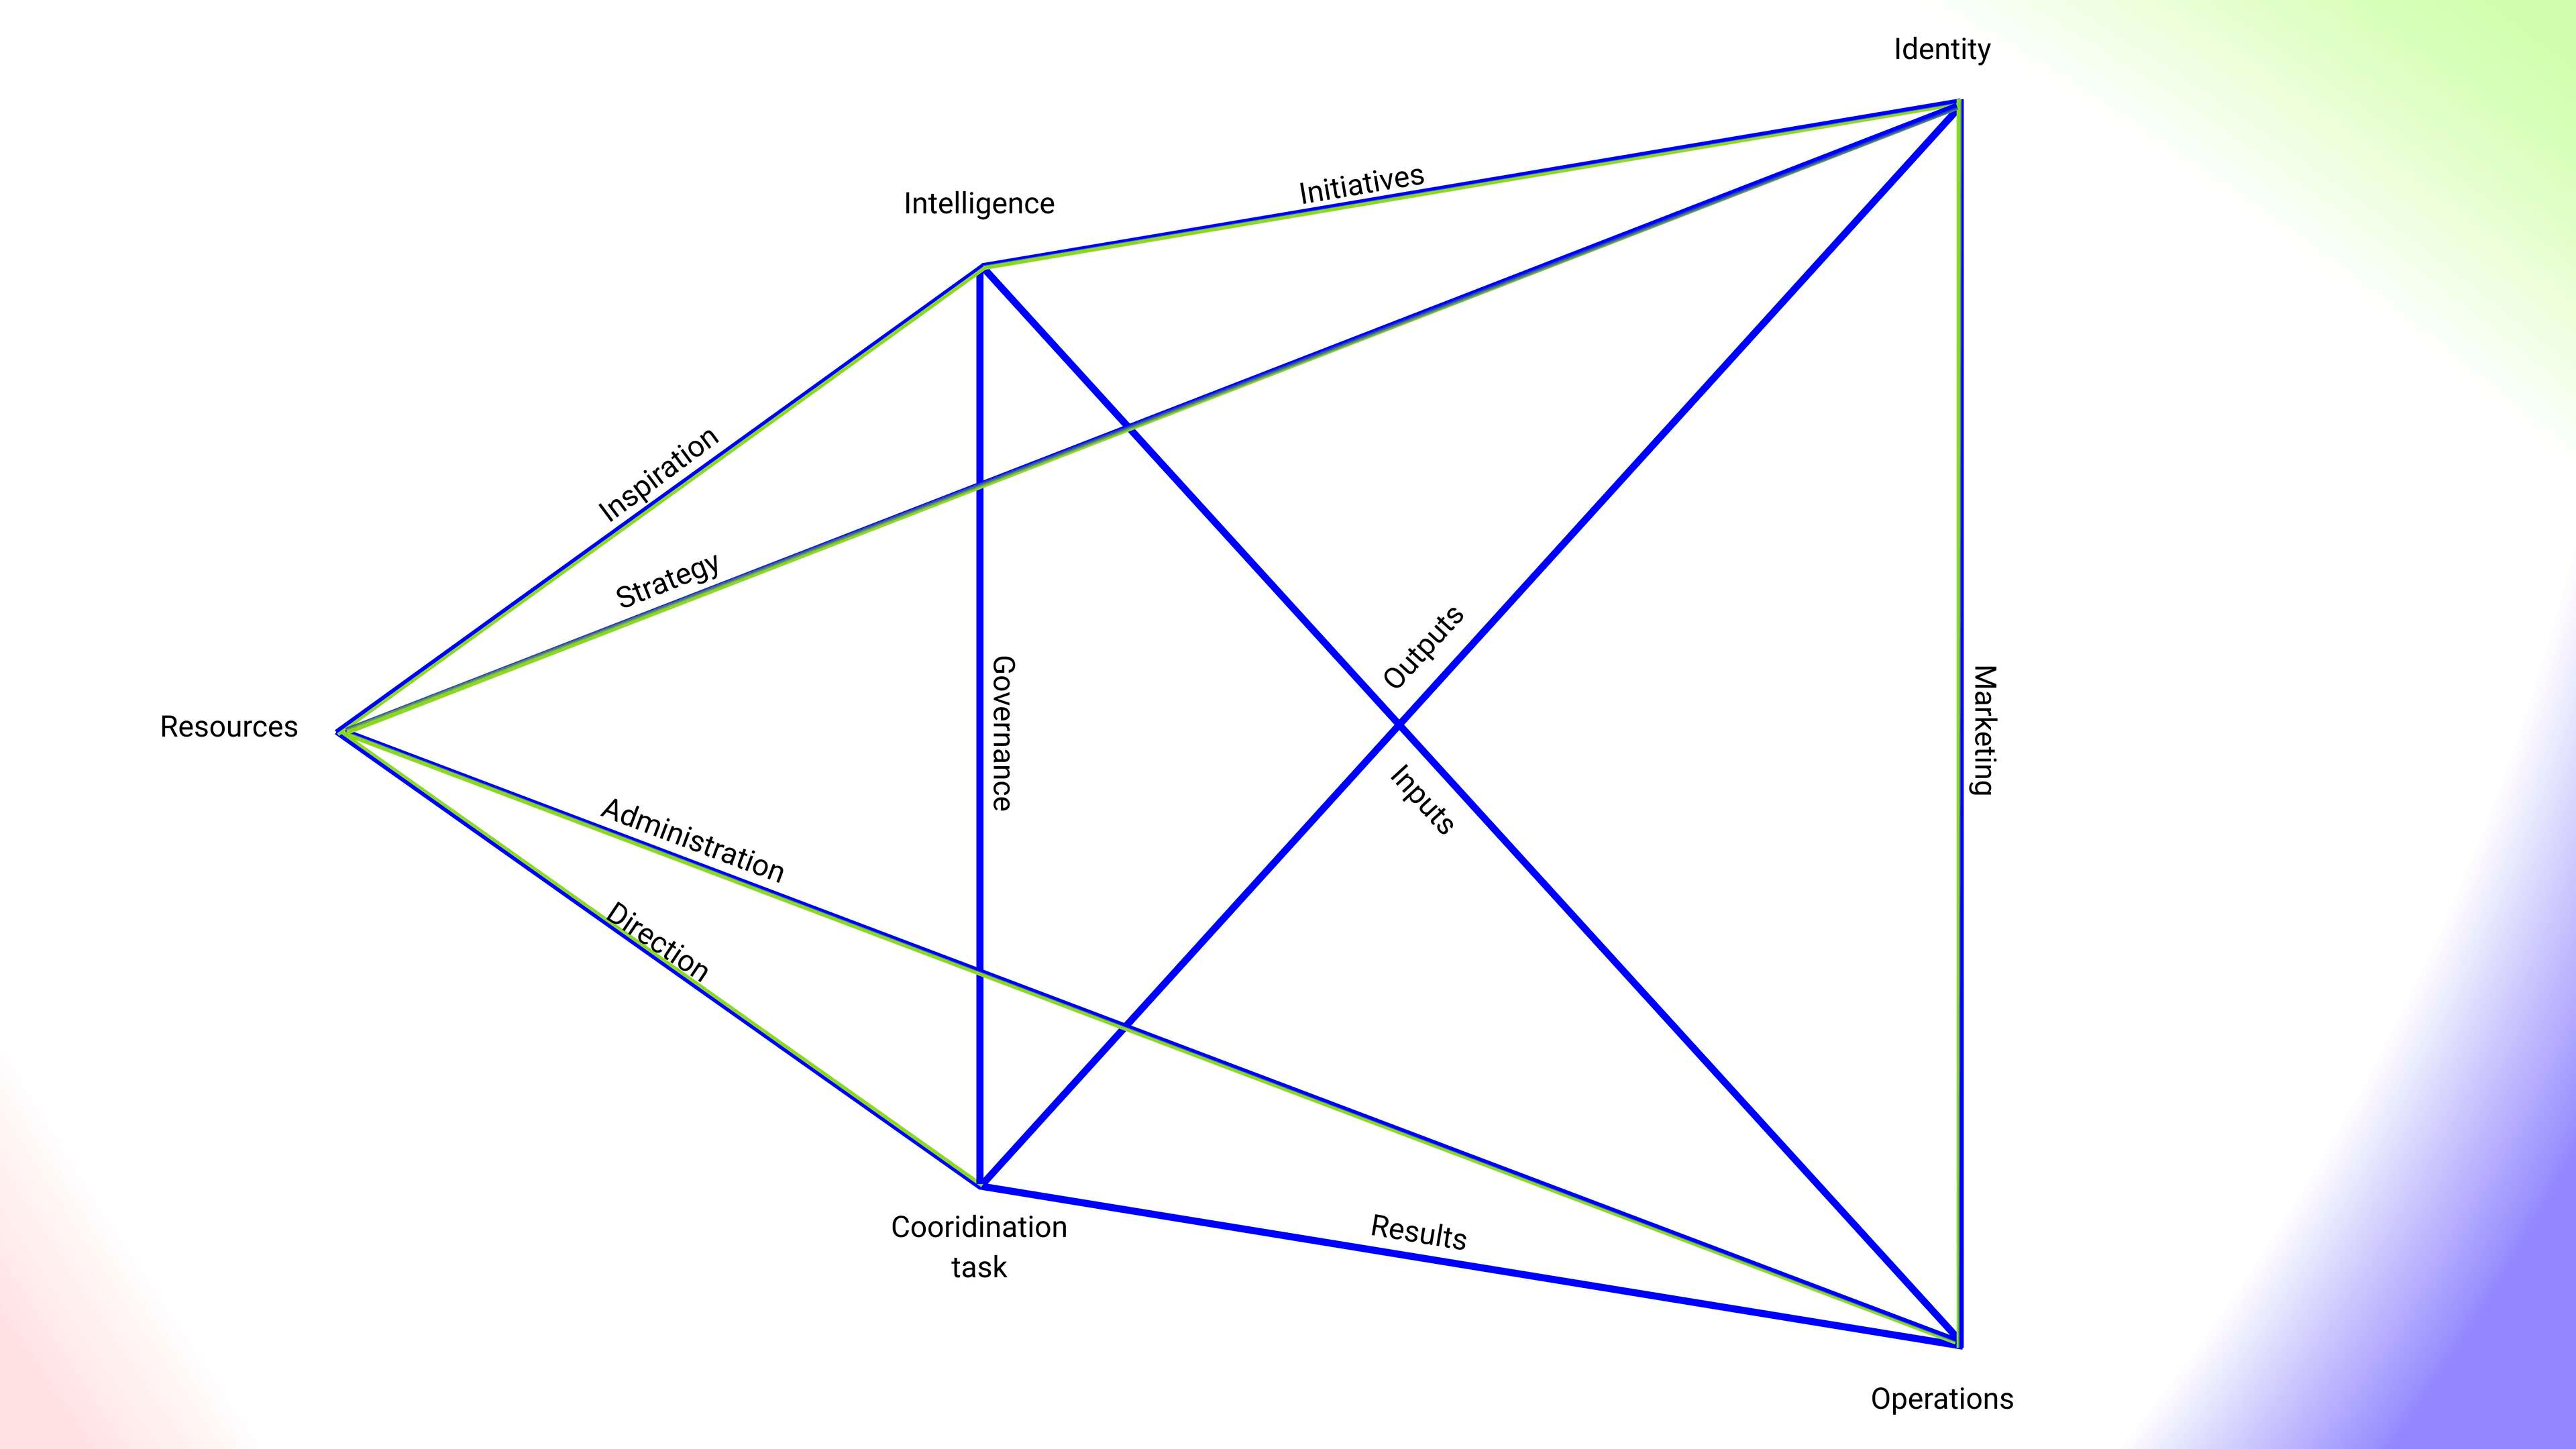 Identity
Initiatives
Intelligence
Inspiration
Strategy
Outputs
Governance
Marketing
Resources
Inputs
Administration
Direction
Results
Cooridination
task
Operations